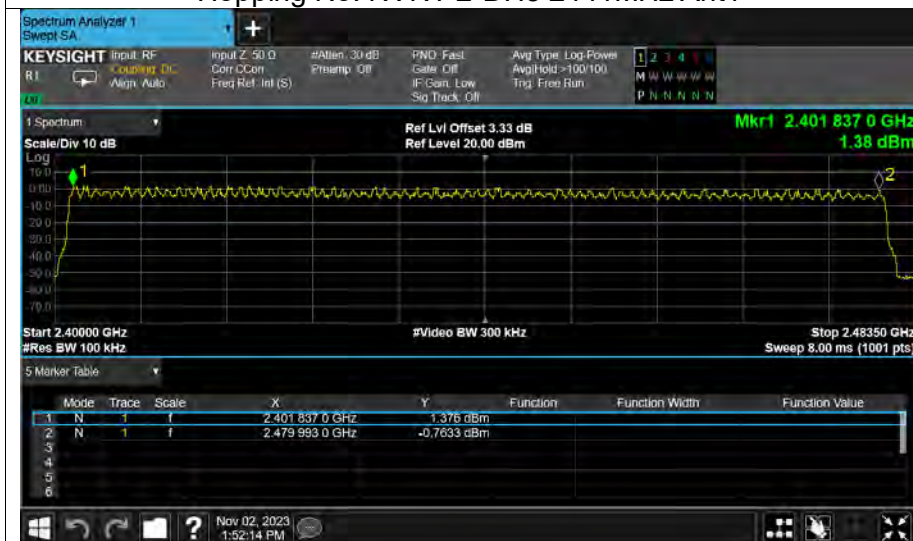 Spectrum Analyzer 1
Swept SA
+
KEYSIGHT Input: RF Input Z: 50 Ω #Atten: 30 dB PNO: Fast Avg Type: Log-Power 1 2 3 4 5 6
R1 Coupling: DC Corr CCorr Preamp: Off Gate: Off Avg|Hold:>100/100 M W W W W W
Align: Auto Freq Ref: Int (S) IF Gain: Low Trig: Free Run
Sig Track: Off P N N N N N
1 Spectrum
Ref Lvl Offset 3.33 dB Mkr1 2.401 837 0 GHz
Scale/Div 10 dB Ref Level 20.00 dBm 1.38 dBm
Log
10.0 1 2
0.00
-10.0
-20.0
-30.0
-40.0
-50.0
-60.0
-70.0
Start 2.40000 GHz #Video BW 300 kHz Stop 2.48350 GHz
#Res BW 100 kHz Sweep 8.00 ms (1001 pts)
5 Marker Table
Mode Trace Scale X Y Function Function Width Function Value
1 N 1 f 2.401 837 0 GHz 1.376 dBm
2 N 1 f 2.479 993 0 GHz -0.7633 dBm
3
4
5
6
? Nov 02, 2023
1:52:14 PM